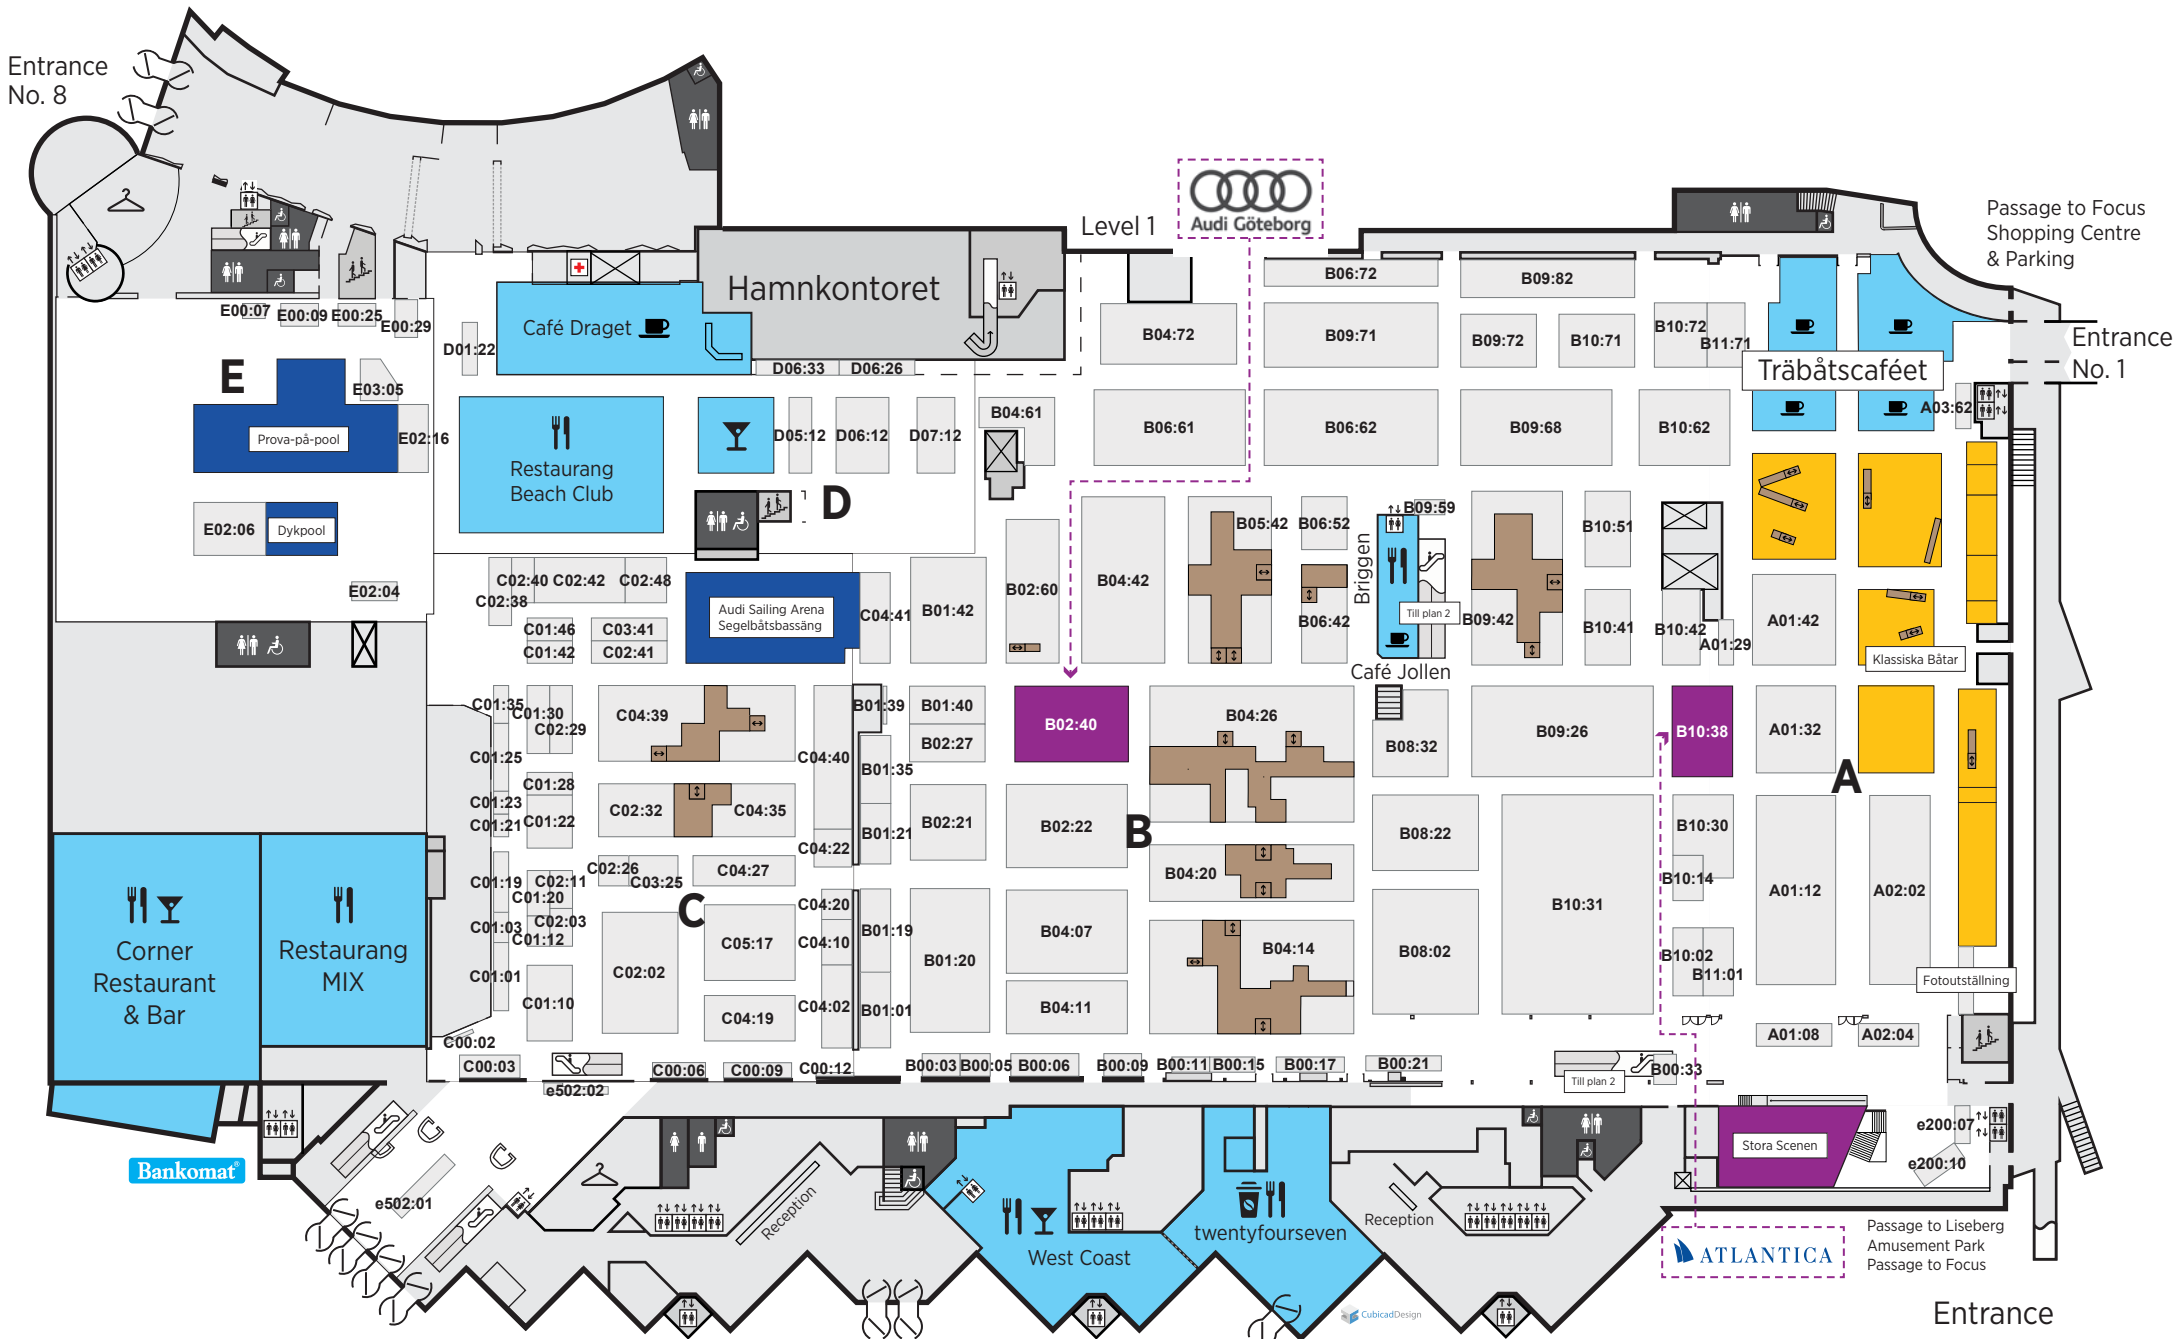 Entrance
No. 8
Level 1
Audi Göteborg
Passage to Focus
Shopping Centre
& Parking
Entrance
No. 1
Hamnkontoret
Café Draget
Träbåtscaféet
E00:07
E00:09
E00:25
E00:29
D01:22
D06:33
D06:26
B04:72
B06:72
B09:71
B09:82
B09:72
B10:71
B10:72
B11:71
E
E03:05
Prova-på-pool
E02:16
Restaurang
Beach Club
D05:12
D06:12
D07:12
B04:61
B06:61
B06:62
B09:68
B10:62
A03:62
E02:06
Dykpool
D
B05:42
B06:52
B09:59
B10:51
E02:04
C02:40
C02:42
C02:48
C02:38
Audi Sailing Arena
Segelbåtsbassäng
C04:41
B01:42
B02:60
B04:42
Briggen
B06:42
Till plan 2
B09:42
B10:41
B10:42
A01:29
A01:42
Klassiska Båtar
C01:46
C03:41
C01:42
C02:41
Café Jollen
C01:35
C01:30
C02:29
C04:39
B01:39
B01:40
B02:27
B02:40
B04:26
B08:32
B09:26
B10:38
A01:32
A
C01:25
C04:40
B01:35
C01:28
C01:23
C01:21
C01:22
C02:32
C04:35
C04:22
B01:21
B02:21
B02:22
B
B08:22
B10:30
B04:20
C02:26
C03:25
C04:27
C01:19
C02:11
C01:20
C02:03
C01:03
C01:12
C
C04:20
B10:14
A01:12
A02:02
B10:31
Corner
Restaurant
& Bar
Restaurang
MIX
C05:17
C04:10
B01:19
B01:20
B04:07
B04:14
B08:02
B10:02
B11:01
C01:01
C02:02
C01:10
C04:19
C04:02
B01:01
B04:11
Fotoutställning
A01:08
A02:04
C00:02
C00:03
C00:06
C00:09
C00:12
B00:03
B00:05
B00:06
B00:09
B00:11
B00:15
B00:17
B00:21
Till plan 2
B00:33
e502:02
Stora Scenen
e200:07
e200:10
Bankomat®
e502:01
Reception
West Coast
twentyfourseven
Reception
ATLANTICA
Passage to Liseberg
Amusement Park
Passage to Focus
CubicadDesign
Entrance